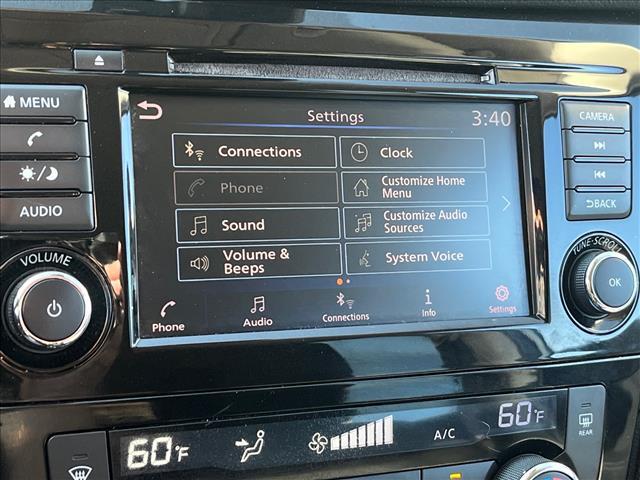 MENU
AUDIO
VOLUME
Settings
3:40
Connections
Clock
Phone
Customize Home
Menu
Sound
Customize Audio
Sources
Volume &
Beeps
System Voice
Phone
Audio
Connections
Info
Settings
CAMERA
BACK
TUNE·SCROLL
OK
60°F
A/C
60°F
REAR